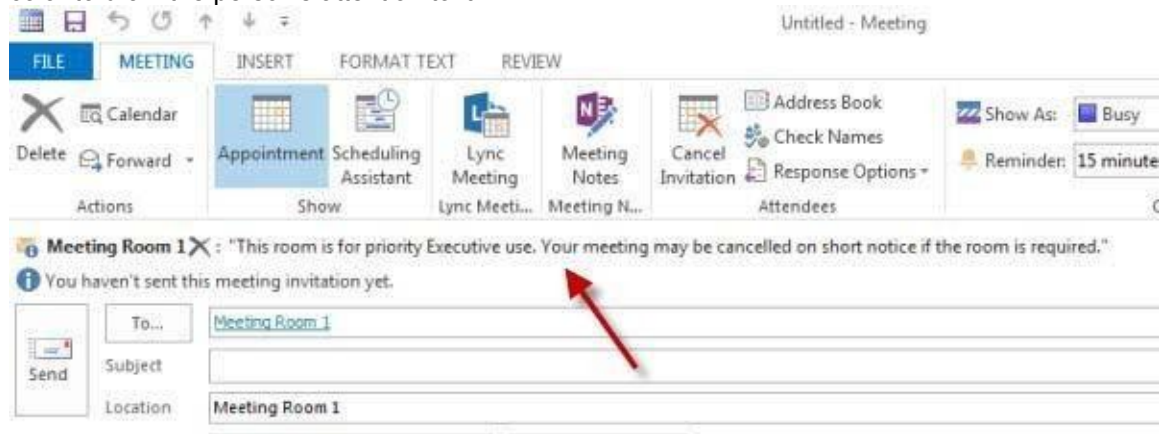 Untitled - Meeting
FILE MEETING INSERT FORMAT TEXT REVIEW
Calendar
Forward
Delete
Actions
Appointment
Scheduling
Assistant
Show
Lync
Meeting
Lync Meeti...
Meeting
Notes
Meeting N...
Cancel
Invitation
Address Book
Check Names
Response Options
Attendees
Show As: Busy
Reminder: 15 minute
Meeting Room 1 : "This room is for priority Executive use. Your meeting may be cancelled on short notice if the room is required."
You haven't sent this meeting invitation yet.
Send
To... Meeting Room 1
Subject
Location Meeting Room 1